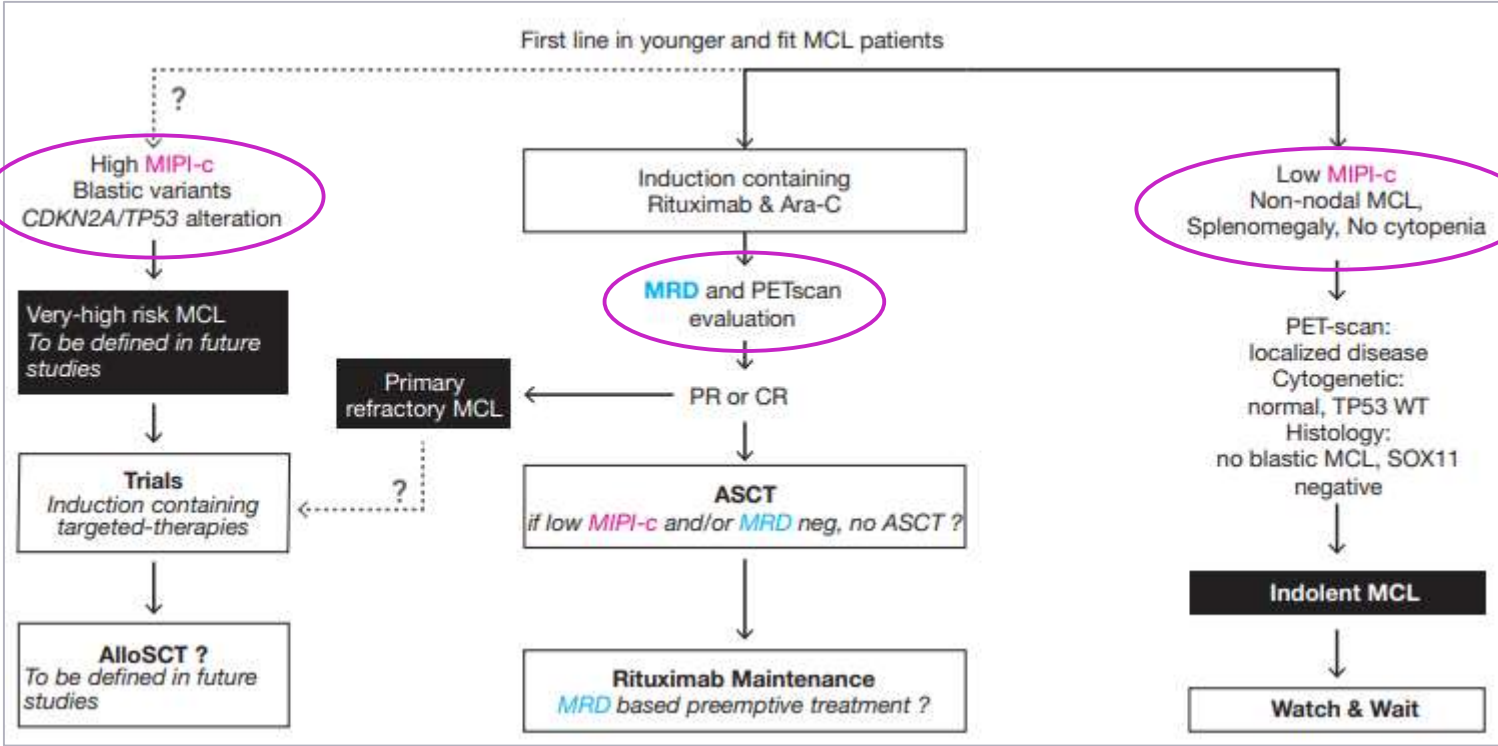 First line in younger and fit MCL patients
?
High MIPI-c
Blastic variants
CDKN2A/TP53 alteration
Very-high risk MCL
To be defined in future
studies
Trials
Induction containing
targeted-therapies
AlloSCT ?
To be defined in future
studies
Primary
refractory MCL
?
Induction containing
Rituximab & Ara-C
MRD and PETscan
evaluation
PR or CR
ASCT
if low MIPI-c and/or MRD neg, no ASCT ?
Rituximab Maintenance
MRD based preemptive treatment ?
Low MIPI-c
Non-nodal MCL,
Splenomegaly, No cytopenia
PET-scan:
localized disease
Cytogenetic:
normal, TP53 WT
Histology:
no blastic MCL, SOX11
negative
Indolent MCL
Watch & Wait